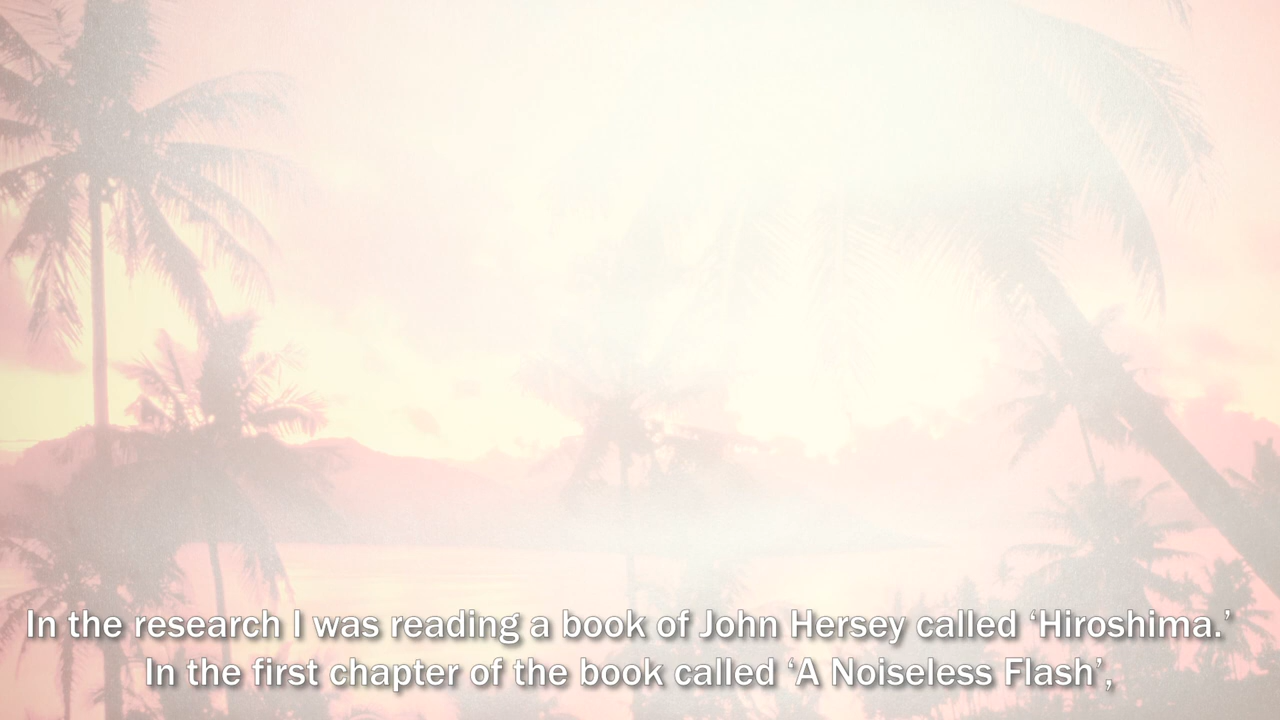 In the research I was reading a book of John Hersey called ‘Hiroshima.’
In the first chapter of the book called ‘A Noiseless Flash’,